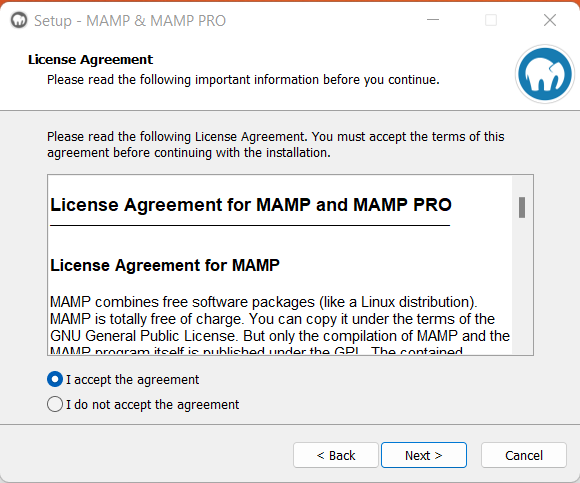 Setup - MAMP & MAMP PRO
License Agreement
Please read the following important information before you continue.
Please read the following License Agreement. You must accept the terms of this
agreement before continuing with the installation.
License Agreement for MAMP and MAMP PRO
License Agreement for MAMP
MAMP combines free software packages (like a Linux distribution).
MAMP is totally free of charge. You can copy it under the terms of the
GNU General Public License. But only the compilation of MAMP and the
MAMP program itself is published under the GPL. The contained
I accept the agreement
I do not accept the agreement
< Back
Next >
Cancel